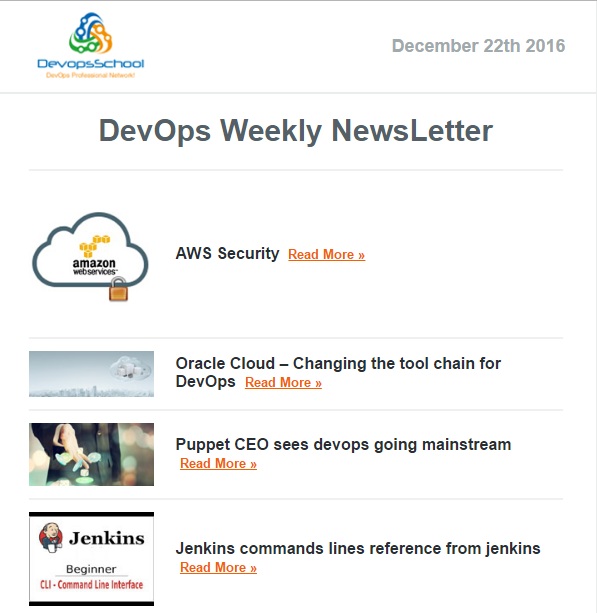 DevopsSchool
DevOps Professional Network!
December 22th 2016
DevOps Weekly NewsLetter
amazon
webservices™
AWS Security Read More »
Oracle Cloud – Changing the tool chain for
DevOps Read More »
Puppet CEO sees devops going mainstream
Read More »
Jenkins
Beginner
CLI - Command Line Interface
Jenkins commands lines reference from jenkins
Read More »